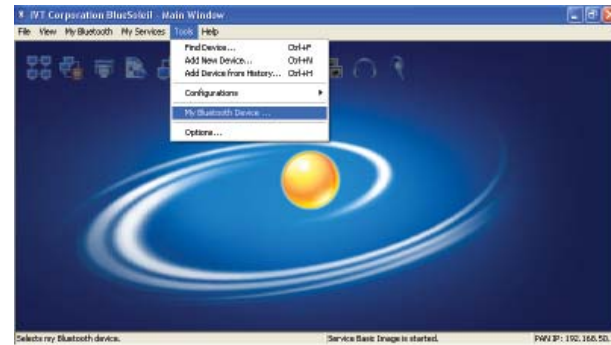 IVT Corporation BlueSoleil - Main Window
File View My Bluetooth My Services Tools Help
Find Device... Ctrl+F
Add New Device... Ctrl+N
Add Device from History... Ctrl+H
Configurations
My Bluetooth Device ...
Options...
Selects my Bluetooth device. Service Basic Image is started. PAN IP: 192.168.50.